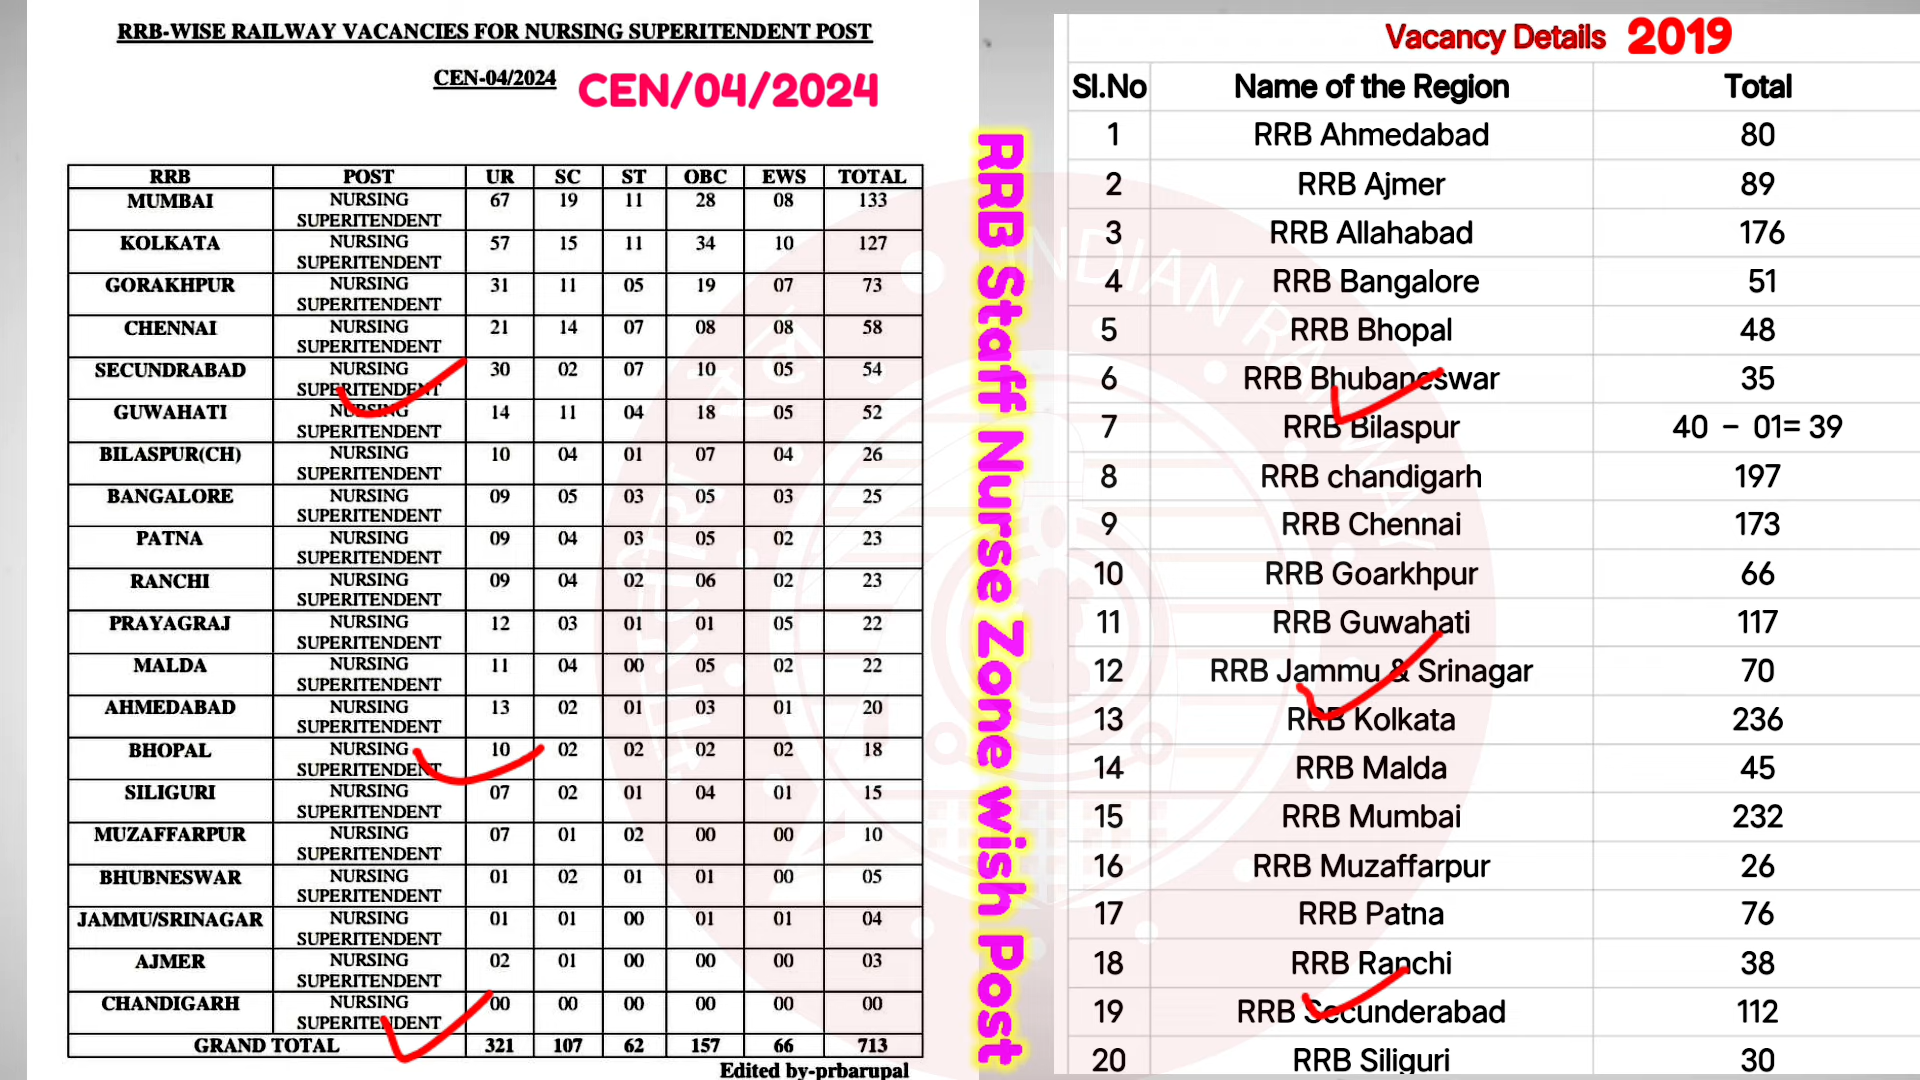 RRB-WISE RAILWAY VACANCIES FOR NURSING SUPERITENDENT POST
CEN-04/2024 CEN/04/2024
RRB POST UR SC ST OBC EWS TOTAL
MUMBAI NURSING SUPERITENDENT 67 19 11 28 08 133
KOLKATA NURSING SUPERITENDENT 57 15 11 34 10 127
GORAKHPUR NURSING SUPERITENDENT 31 11 05 19 07 73
CHENNAI NURSING SUPERITENDENT 21 14 07 08 08 58
SECUNDRABAD NURSING SUPERITENDENT 30 02 07 10 05 54
GUWAHATI NURSING SUPERITENDENT 14 11 04 18 05 52
BILASPUR(CH) NURSING SUPERITENDENT 10 04 01 07 04 26
BANGALORE NURSING SUPERITENDENT 09 05 03 05 03 25
PATNA NURSING SUPERITENDENT 09 04 03 05 02 23
RANCHI NURSING SUPERITENDENT 09 04 02 06 02 23
PRAYAGRAJ NURSING SUPERITENDENT 12 03 01 01 05 22
MALDA NURSING SUPERITENDENT 11 04 00 05 02 22
AHMEDABAD NURSING SUPERITENDENT 13 02 01 03 01 20
BHOPAL NURSING SUPERITENDENT 10 02 02 02 02 18
SILIGURI NURSING SUPERITENDENT 07 02 01 04 01 15
MUZAFFARPUR NURSING SUPERITENDENT 07 01 02 00 00 10
BHUBNESWAR NURSING SUPERITENDENT 01 02 01 01 00 05
JAMMU/SRINAGAR NURSING SUPERITENDENT 01 01 00 01 01 04
AJMER NURSING SUPERITENDENT 02 01 00 00 00 03
CHANDIGARH NURSING SUPERITENDENT 00 00 00 00 00 00
GRAND TOTAL 321 107 62 157 66 713
Edited by-prbarupal
RRB Staff Nurse Zone wish Post
Vacancy Details 2019
Sl.No Name of the Region Total
1 RRB Ahmedabad 80
2 RRB Ajmer 89
3 RRB Allahabad 176
4 RRB Bangalore 51
5 RRB Bhopal 48
6 RRB Bhubaneswar 35
7 RRB Bilaspur 40 - 01= 39
8 RRB chandigarh 197
9 RRB Chennai 173
10 RRB Goarkhpur 66
11 RRB Guwahati 117
12 RRB Jammu & Srinagar 70
13 RRB Kolkata 236
14 RRB Malda 45
15 RRB Mumbai 232
16 RRB Muzaffarpur 26
17 RRB Patna 76
18 RRB Ranchi 38
19 RRB Secunderabad 112
20 RRB Siliguri 30
INDIAN RAILWAY
भारतीय रेल